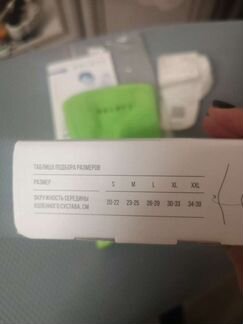 ТАБЛИЦА ПОДБОРА РАЗМЕРОВ
РАЗМЕР S M L XL XXL
ОКРУЖНОСТЬ СЕРЕДИНЫ
КОЛЕННОГО СУСТАВА, СМ 20-22 23-25 26-29 30-33 34-38